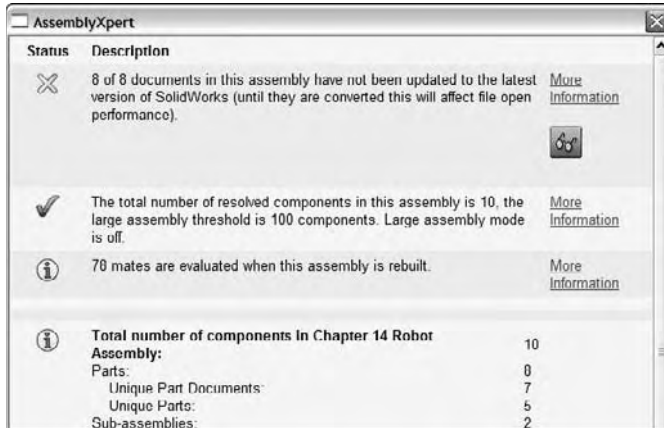 AssemblyXpert
Status Description
8 of 8 documents in this assembly have not been updated to the latest More
version of SolidWorks (until they are converted this will affect file open Information
performance).
The total number of resolved components in this assembly is 10, the More
large assembly threshold is 100 components. Large assembly mode Information
is off.
78 mates are evaluated when this assembly is rebuilt. More
Information
Total number of components in Chapter 14 Robot 10
Assembly:
Parts: 8
Unique Part Documents: 7
Unique Parts: 5
Sub-assemblies: 2